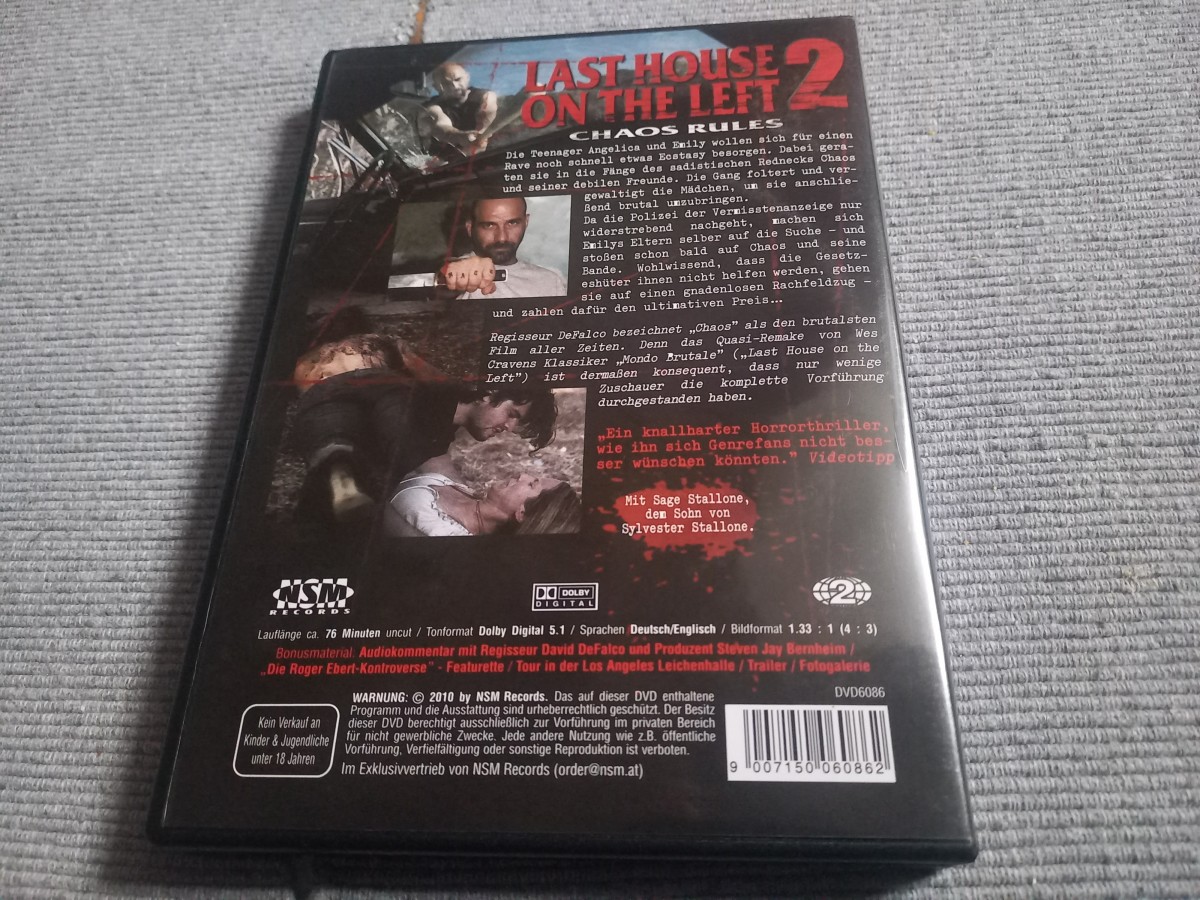 LAST HOUSE
ON THE LEFT 2
CHAOS RULES
Die Teenager Angelica und Emily wollen sich für einen
Rave noch schnell etwas Ecstasy besorgen. Dabei gera-
ten sie in die Fänge des sadistischen Rednecks Chaos
und seiner debilen Freunde. Die Gang foltert und ver-
gewaltigt die Mädchen, um sie anschlie-
ßend brutal umzubringen.
Da die Polizei der Vermisstenanzeige nur
widerstrebend nachgeht, machen sich
Emilys Eltern selber auf die Suche – und
stoßen schon bald auf Chaos und seine
Bande. Wohlwissend, dass die Gesetz-
eshüter ihnen nicht helfen werden, gehen
sie auf einen gnadenlosen Rachfeldzug –
und zahlen dafür den ultimativen Preis…
Regisseur DeFalco bezeichnet „Chaos" als den brutalsten
Film aller Zeiten. Denn das Quasi-Remake von Wes
Cravens Klassiker „Mondo Brutale" („Last House on the
Left") ist dermaßen konsequent, dass nur wenige
Zuschauer die komplette Vorführung
durchgestanden haben.
„Ein knallharter Horrorthriller,
wie ihn sich Genrefans nicht bes-
ser wünschen könnten." Videotipp
Mit Sage Stallone,
dem Sohn von
Sylvester Stallone.
NSM
RECORDS
DOLBY
DIGITAL
2
Lauflänge ca. 76 Minuten uncut / Tonformat Dolby Digital 5.1 / Sprachen Deutsch/Englisch / Bildformat 1.33 : 1 (4 : 3)
Bonusmaterial: Audiokommentar mit Regisseur David DeFalco und Produzent Steven Jay Bernheim /
„Die Roger Ebert-Kontroverse" - Featurette / Tour in der Los Angeles Leichenhalle / Trailer / Fotogalerie
DVD6086
Kein Verkauf an
Kinder & Jugendliche
unter 18 Jahren
WARNUNG: © 2010 by NSM Records. Das auf dieser DVD enthaltene
Programm und die Ausstattung sind urheberrechtlich geschützt. Der Besitz
dieser DVD berechtigt ausschließlich zur Vorführung im privaten Bereich
für nicht gewerbliche Zwecke. Jede andere Nutzung wie z.B. öffentliche
Vorführung, Verfielfältigung oder sonstige Reproduktion ist verboten.
Im Exklusivvertrieb von NSM Records (order@nsm.at)
9 007150 060862